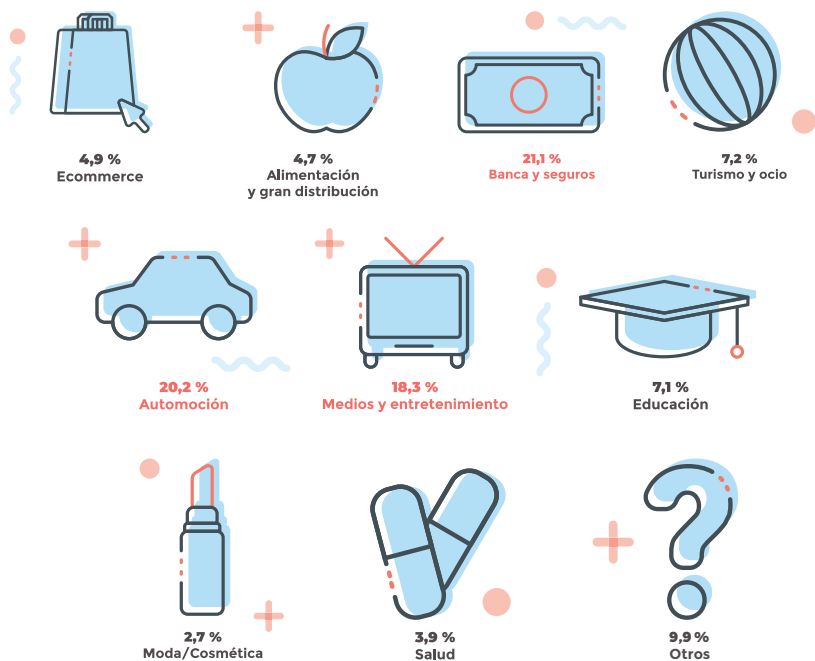 4,9 %
Ecommerce
4,7 %
Alimentación
y gran distribución
21,1 %
Banca y seguros
7,2 %
Turismo y ocio
20,2 %
Automoción
18,3 %
Medios y entretenimiento
7,1 %
Educación
2,7 %
Moda/Cosmética
3,9 %
Salud
9,9 %
Otros